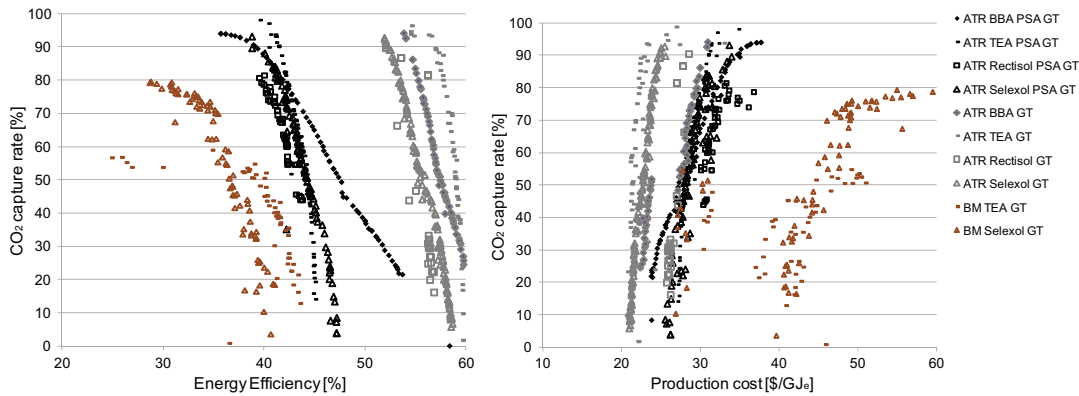 100
90
80
70
60
50
40
30
20
10
0
CO2 capture rate [%]
20
30
40
50
60
Energy Efficiency [%]
100
90
80
70
60
50
40
30
20
10
0
CO2 capture rate [%]
10
20
30
40
50
60
Production cost [$/GJe]
ATR BBA PSA GT
ATR TEA PSA GT
ATR Rectisol PSA GT
ATR Selexol PSA GT
ATR BBA GT
ATR TEA GT
ATR Rectisol GT
ATR Selexol GT
BM TEA GT
BM Selexol GT